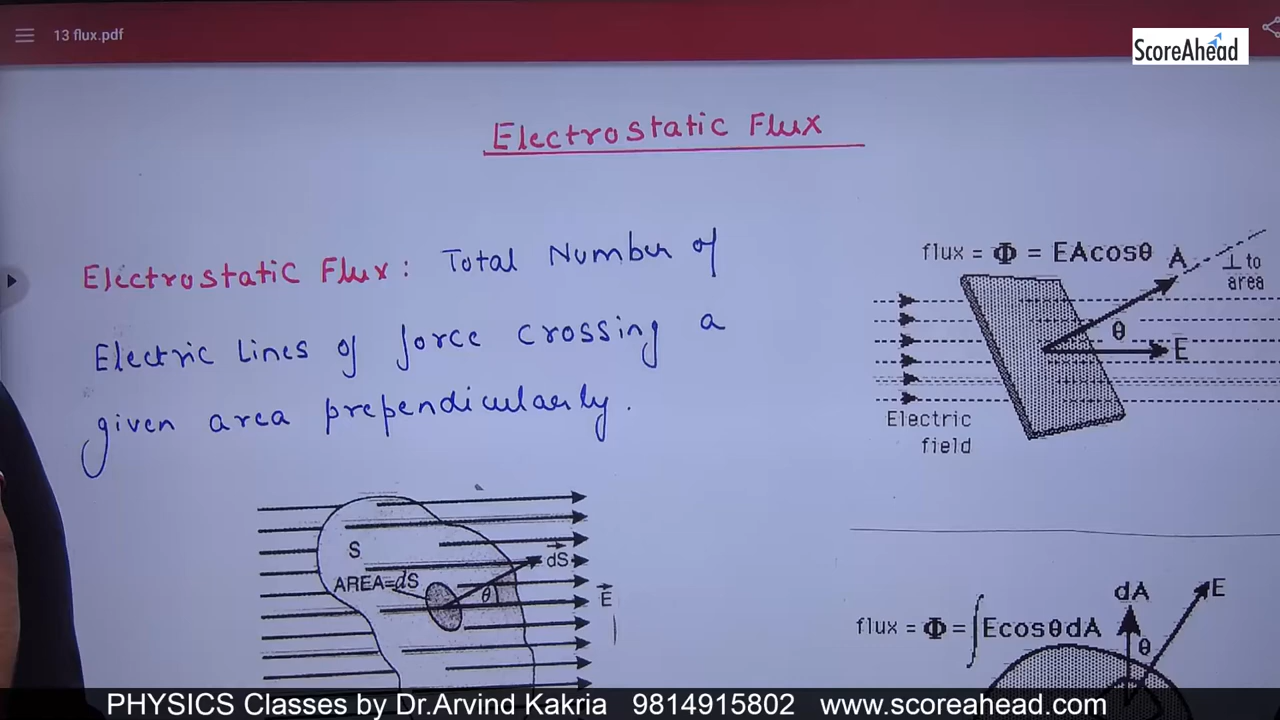 13 flux.pdf
ScoreAhead
Electrostatic Flux
Electrostatic Flux: Total Number of
Electric lines of force crossing a
given area prependicularly.
flux = Φ = EAcosθ
A
⊥ to
area
θ
E
Electric
field
S
AREA=dS
dS
θ
E
flux = Φ = ∫EcosθdA
dA
E
θ
PHYSICS Classes by Dr.Arvind Kakria 9814915802 www.scoreahead.com